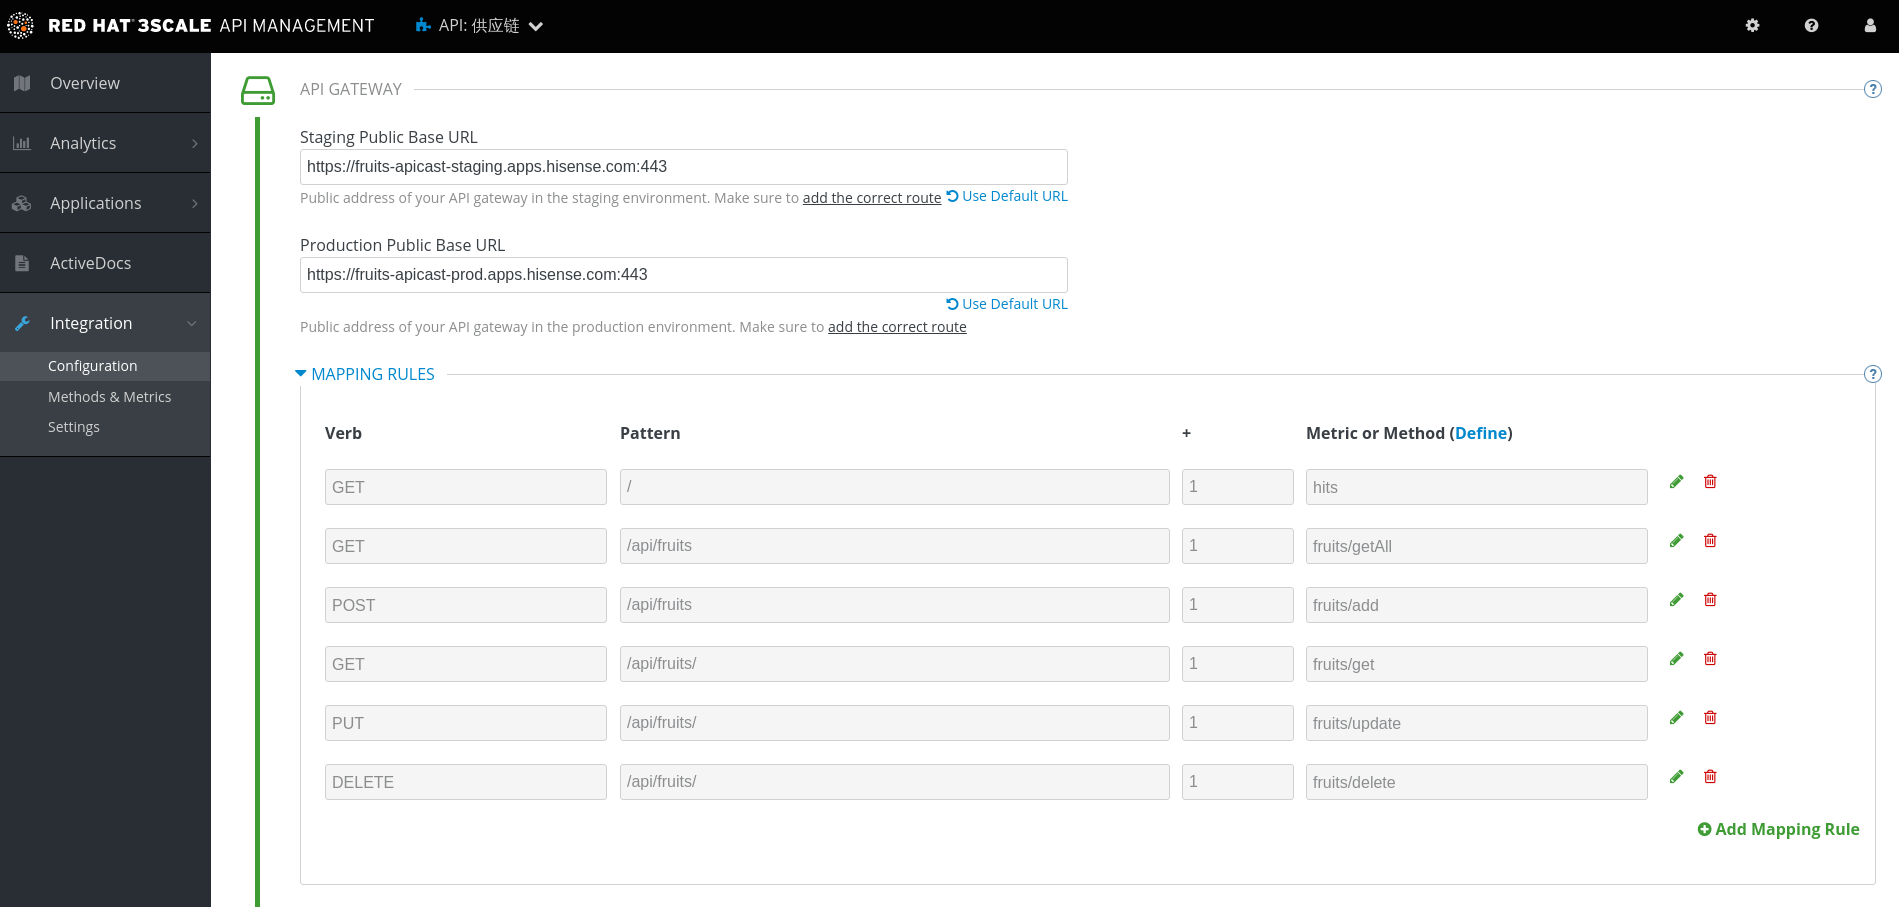 RED HAT 3SCALE API MANAGEMENT
API: 供应链
Overview
Analytics
Applications
ActiveDocs
Integration
Configuration
Methods & Metrics
Settings
API GATEWAY
Staging Public Base URL
https://fruits-apicast-staging.apps.hisense.com:443
Public address of your API gateway in the staging environment. Make sure to add the correct route Use Default URL
Production Public Base URL
https://fruits-apicast-prod.apps.hisense.com:443
Use Default URL
Public address of your API gateway in the production environment. Make sure to add the correct route
MAPPING RULES
Verb Pattern + Metric or Method (Define)
GET / 1 hits
GET /api/fruits 1 fruits/getAll
POST /api/fruits 1 fruits/add
GET /api/fruits/ 1 fruits/get
PUT /api/fruits/ 1 fruits/update
DELETE /api/fruits/ 1 fruits/delete
Add Mapping Rule